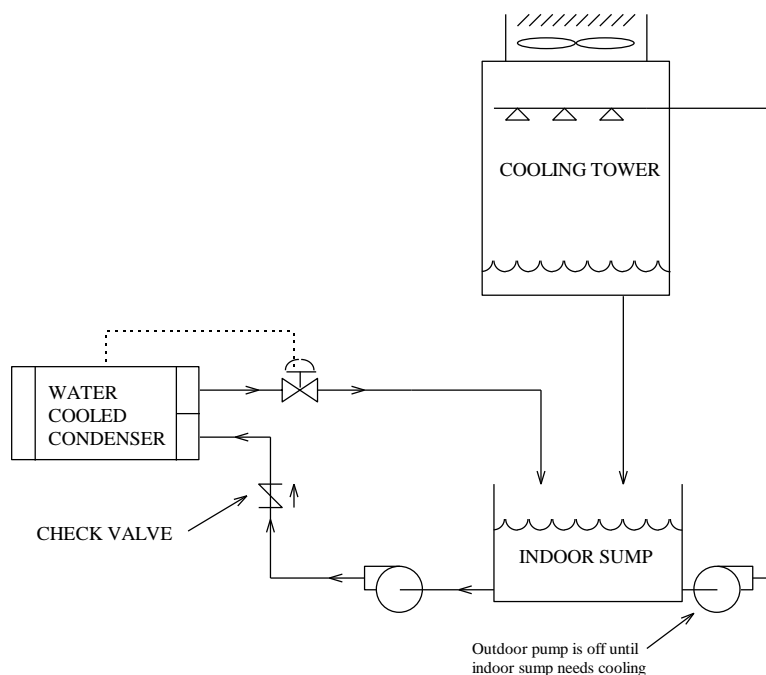 COOLING TOWER
WATER
COOLED
CONDENSER
CHECK VALVE
INDOOR SUMP
Outdoor pump is off until
indoor sump needs cooling